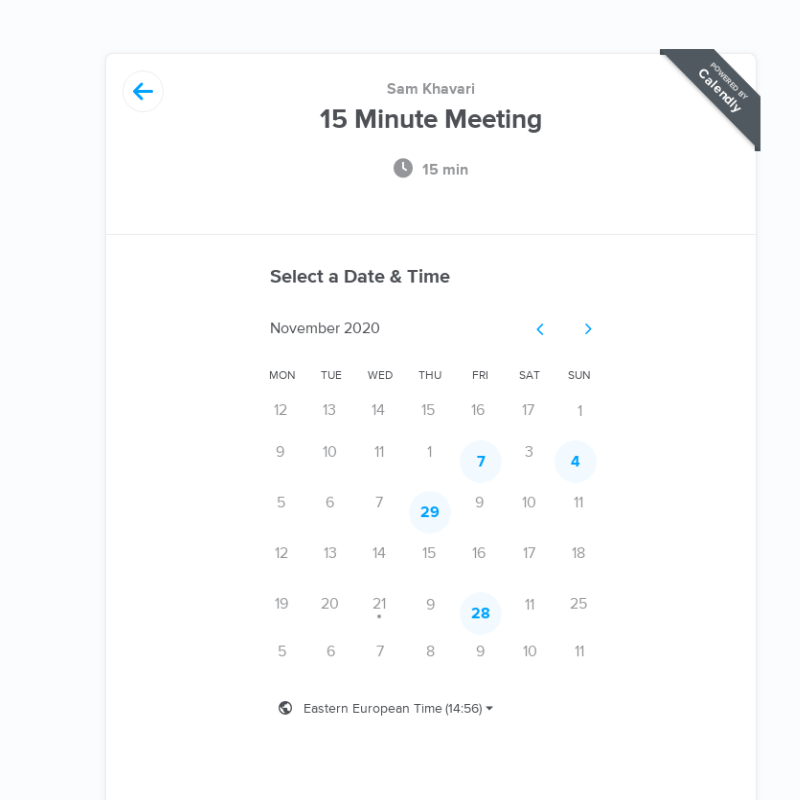 POWERED BY
Calendly
Sam Khavari
15 Minute Meeting
15 min
Select a Date & Time
November 2020
MON TUE WED THU FRI SAT SUN
12 13 14 15 16 17 1
9 10 11 1 7 3 4
5 6 7 29 9 10 11
12 13 14 15 16 17 18
19 20 21 9 28 11 25
5 6 7 8 9 10 11
Eastern European Time (14:56)